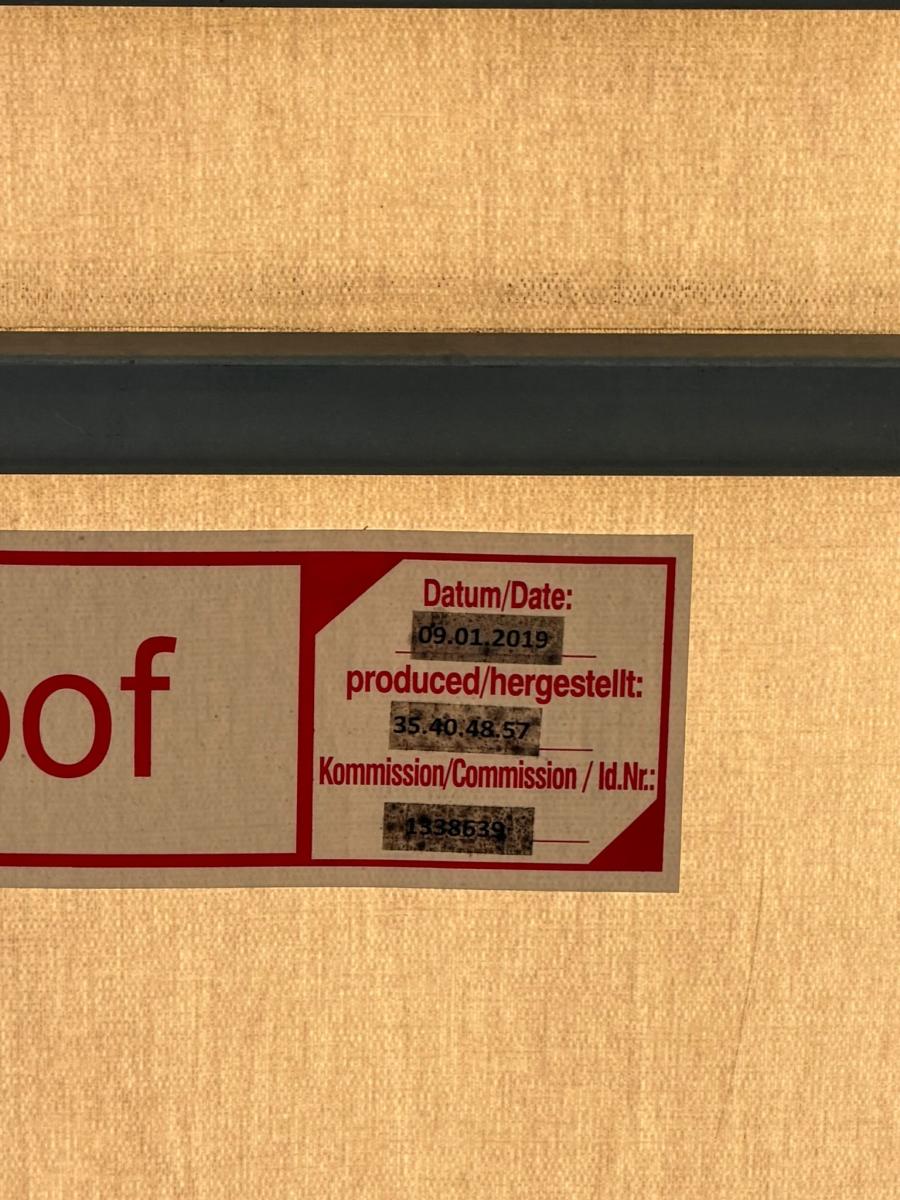 oof
Datum/Date:
09.01.2019
produced/hergestellt:
35.40.48.57
Kommission/Commission / Id.Nr.:
1338639